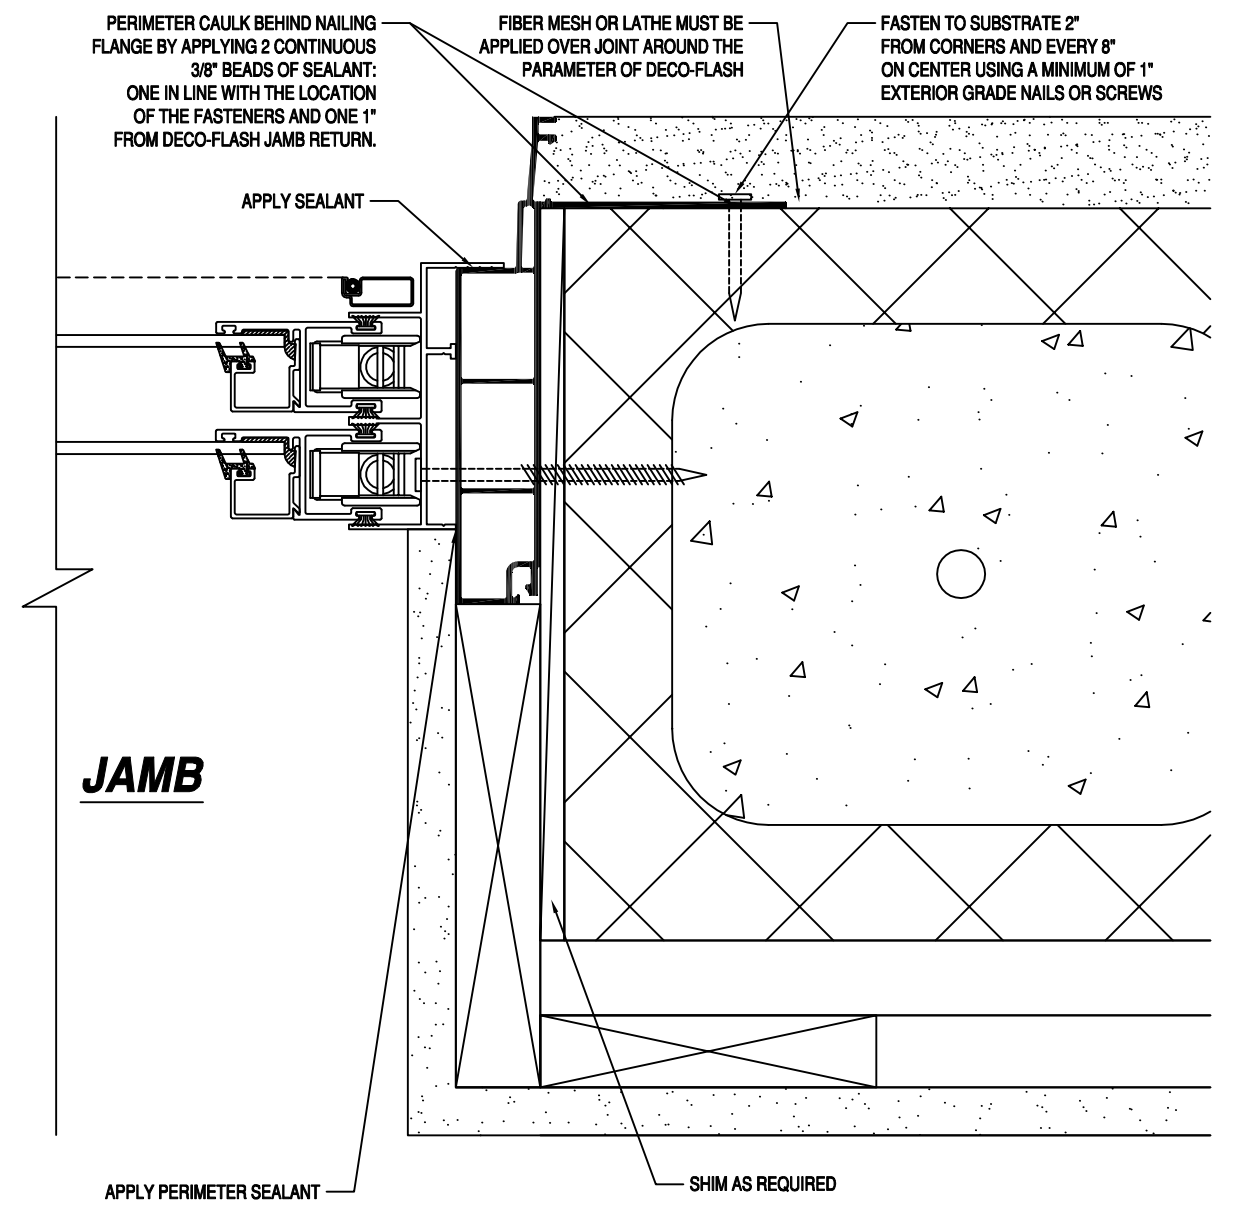 PERIMETER CAULK BEHIND NAILING
FLANGE BY APPLYING 2 CONTINUOUS
3/8" BEADS OF SEALANT:
ONE IN LINE WITH THE LOCATION
OF THE FASTENERS AND ONE 1"
FROM DECO-FLASH JAMB RETURN.
FIBER MESH OR LATHE MUST BE
APPLIED OVER JOINT AROUND THE
PARAMETER OF DECO-FLASH
FASTEN TO SUBSTRATE 2"
FROM CORNERS AND EVERY 8"
ON CENTER USING A MINIMUM OF 1"
EXTERIOR GRADE NAILS OR SCREWS
APPLY SEALANT
JAMB
APPLY PERIMETER SEALANT
SHIM AS REQUIRED